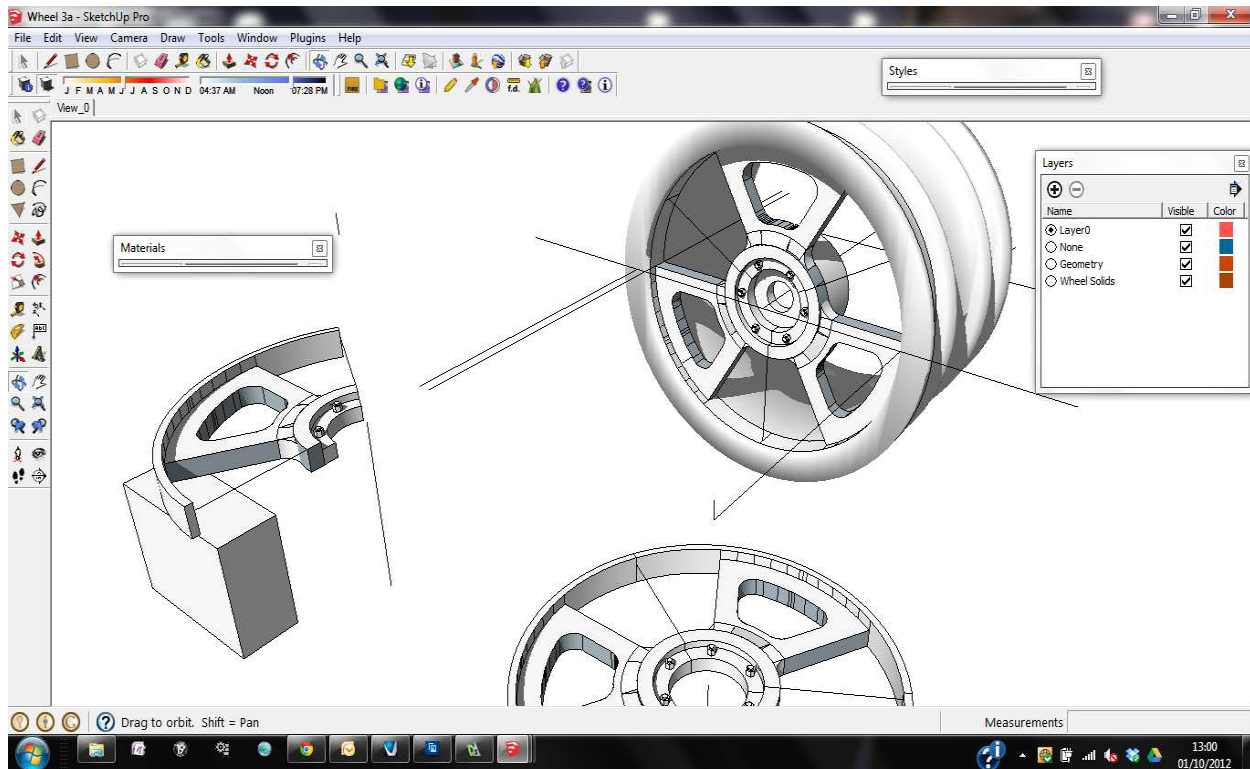 Wheel 3a - SketchUp Pro
File Edit View Camera Draw Tools Window Plugins Help
J F M A M J J A S O N D 04:37 AM Noon 07:28 PM
f.d.
Styles
View_0
Layers
Name Visible Color
Layer0
None
Geometry
Wheel Solids
Materials
Drag to orbit. Shift = Pan
Measurements
13:00
01/10/2012